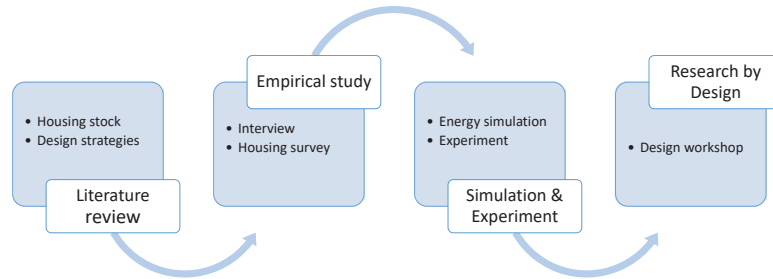 • Housing stock
• Design strategies
Literature
review
Empirical study
• Interview
• Housing survey
• Energy simulation
• Experiment
Simulation &
Experiment
Research by
Design
• Design workshop